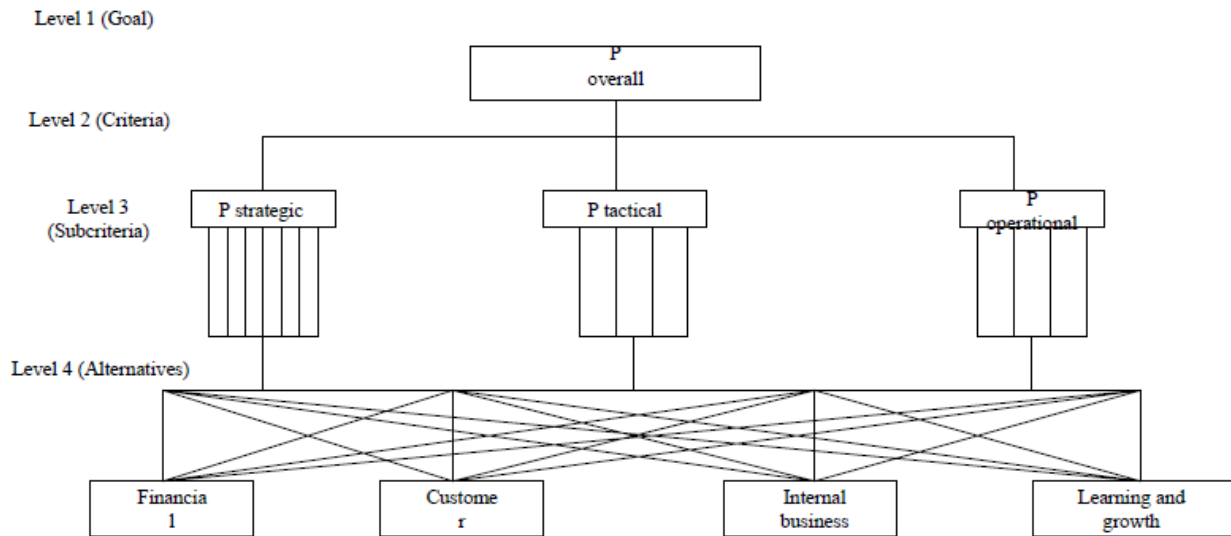 Level 1 (Goal)
P
overall
Level 2 (Criteria)
Level 3
(Subcriteria)
P strategic
P tactical
P
operational
Level 4 (Alternatives)
Financia
l
Custome
r
Internal
business
Learning and
growth